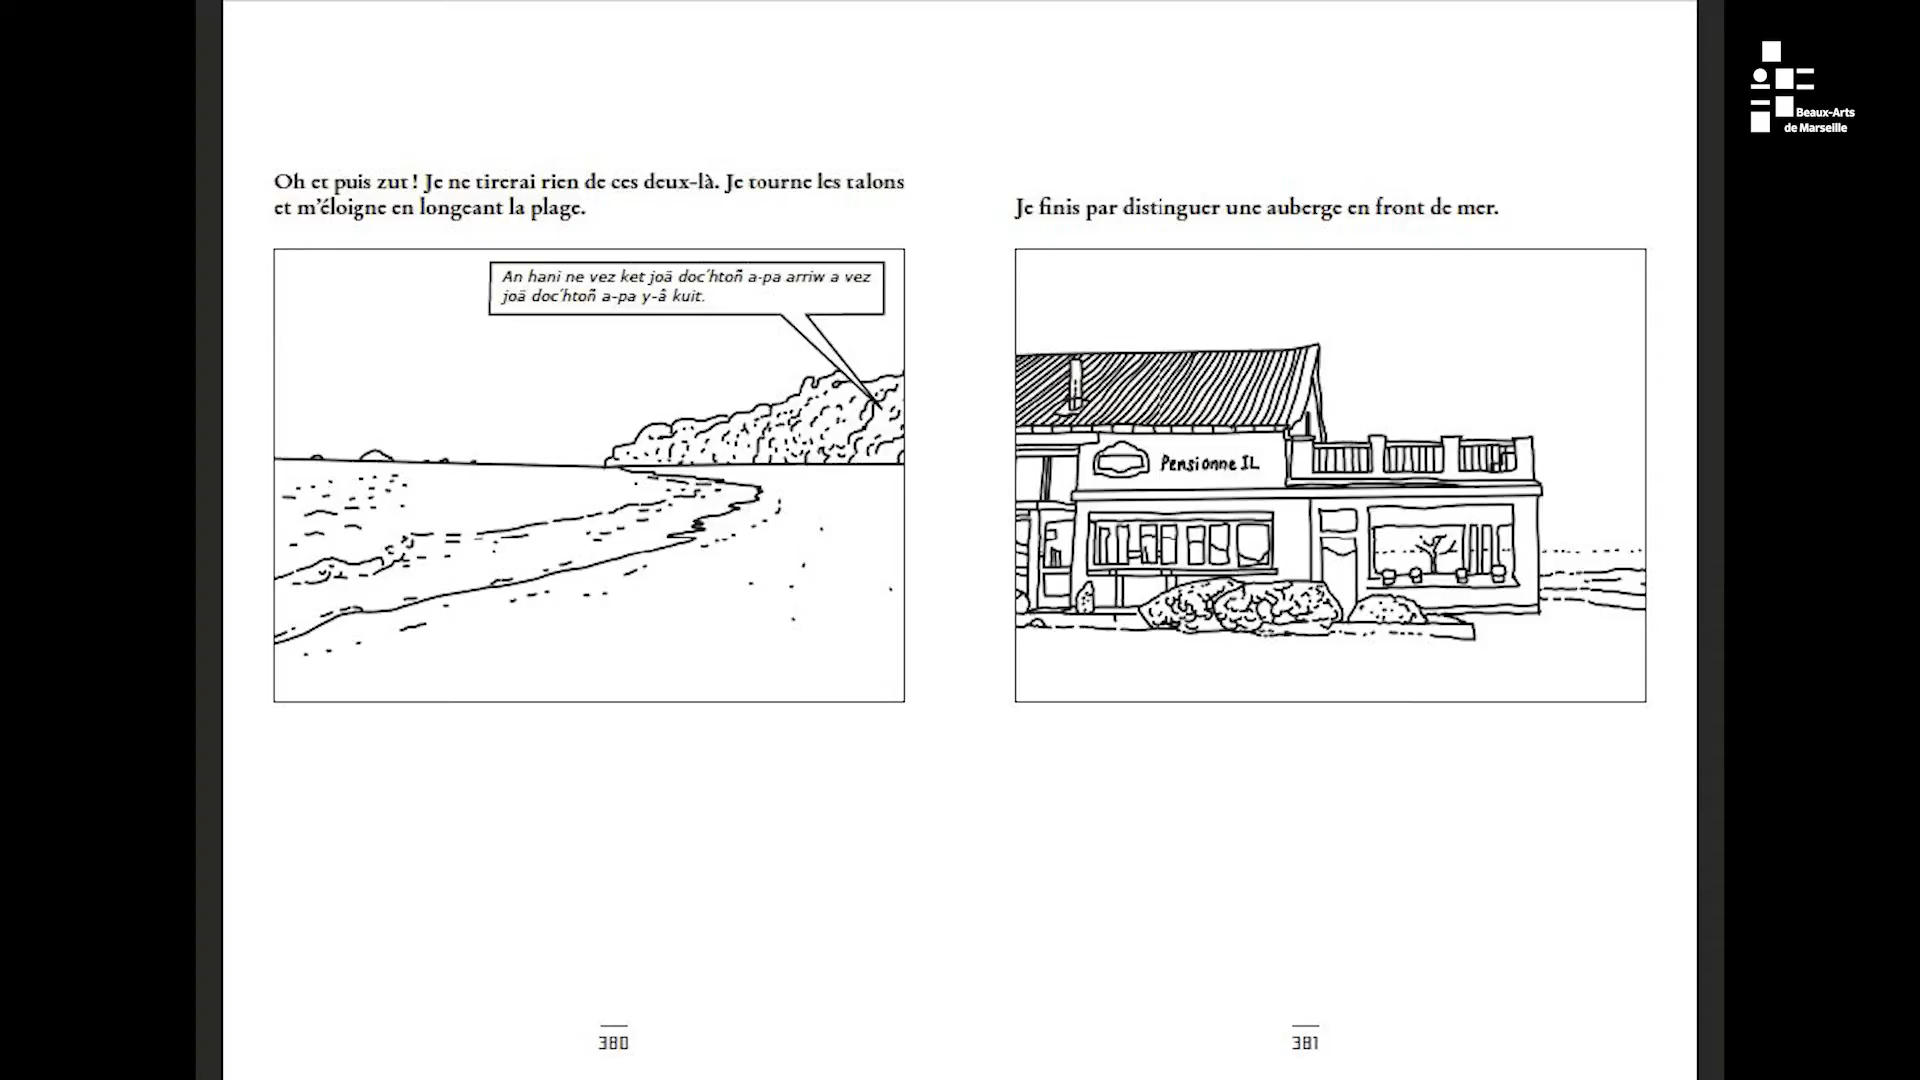 Oh et puis zut ! Je ne tirerai rien de ces deux-là. Je tourne les talons
et m’éloigne en longeant la plage.
An hani ne vez ket joä doc’htoñ a-pa arriw a vez
joä doc’htoñ a-pa y-â kuit.
380
Je finis par distinguer une auberge en front de mer.
Pensionne IL
381
Beaux-Arts
de Marseille